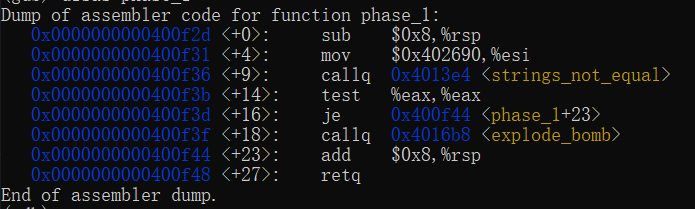 Dump of assembler code for function phase_1:
0x0000000000400f2d <+0>: sub $0x8,%rsp
0x0000000000400f31 <+4>: mov $0x402690,%esi
0x0000000000400f36 <+9>: callq 0x4013e4 <strings_not_equal>
0x0000000000400f3b <+14>: test %eax,%eax
0x0000000000400f3d <+16>: je 0x400f44 <phase_1+23>
0x0000000000400f3f <+18>: callq 0x4016b8 <explode_bomb>
0x0000000000400f44 <+23>: add $0x8,%rsp
0x0000000000400f48 <+27>: retq
End of assembler dump.